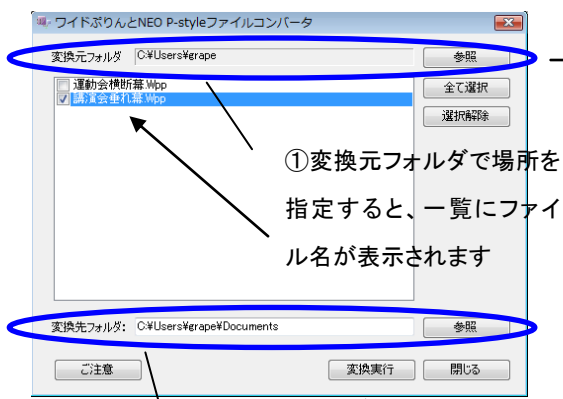 ワイドぷりんとNEO P-styleファイルコンバータ
変換元フォルダ C:¥Users¥grape 参照
運動会横断幕.Wpp
講演会垂れ幕.Wpp
全て選択
選択解除
①変換元フォルダで場所を
指定すると、一覧にファイ
ル名が表示されます
変換先フォルダ: C:¥Users¥grape¥Documents 参照
ご注意 変換実行 閉じる